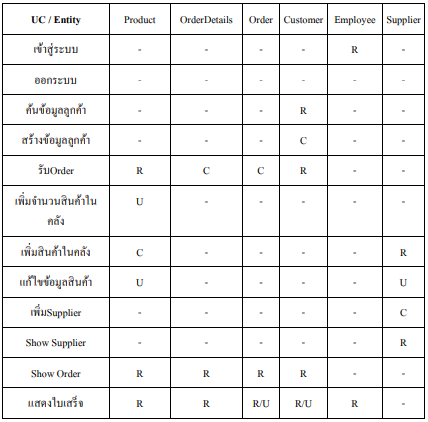 UC / Entity Product OrderDetails Order Customer Employee Supplier
เข้าสู่ระบบ - - - - R -
ออกระบบ - - - - - -
ค้นข้อมูลลูกค้า - - - R - -
สร้างข้อมูลลูกค้า - - - C - -
รับOrder R C C R - -
เพิ่มจำนวนสินค้าใน U - - - - -
คลัง
เพิ่มสินค้าในคลัง C - - - - R
แก้ไขข้อมูลสินค้า U - - - - U
เพิ่มSupplier - - - - - C
Show Supplier - - - - - R
Show Order R R R R - -
แสดงใบเสร็จ R R R/U R/U R -